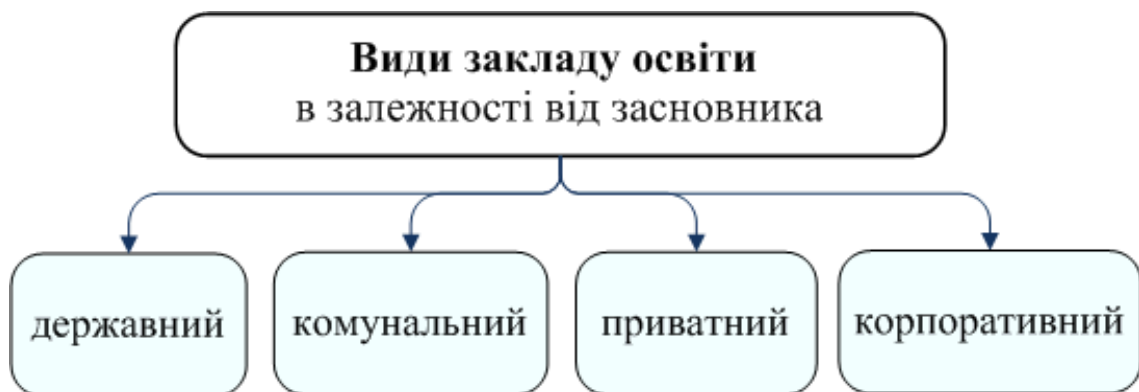 Види закладу освіти
в залежності від засновника
державний
комунальний
приватний
корпоративний